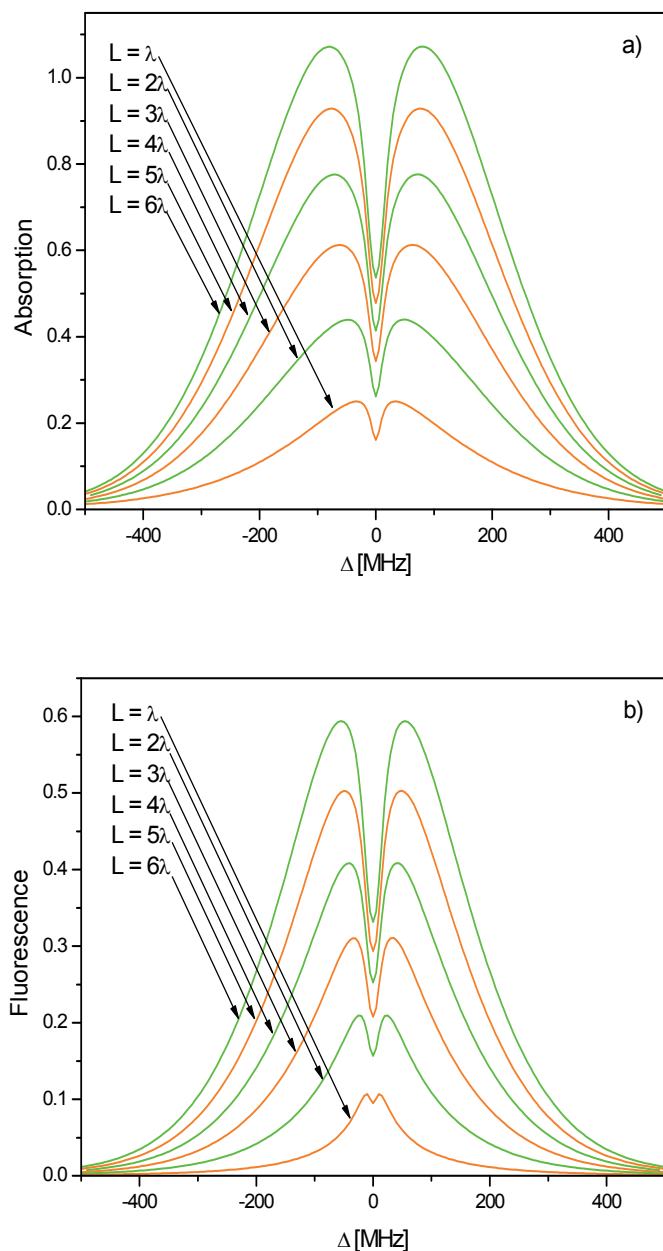 a)
L = λ
L = 2λ
L = 3λ
L = 4λ
L = 5λ
L = 6λ
1.0
0.8
0.6
0.4
0.2
0.0
Absorption
-400 -200 0 200 400
Δ [MHz]
b)
L = λ
L = 2λ
L = 3λ
L = 4λ
L = 5λ
L = 6λ
0.6
0.5
0.4
0.3
0.2
0.1
0.0
Fluorescence
-400 -200 0 200 400
Δ [MHz]